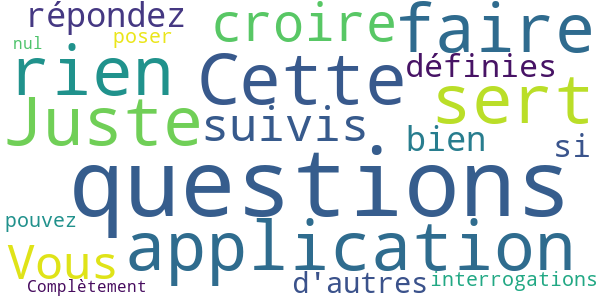 répondez croire faire
nul poser
rien Cette définies
Juste suivis sert
bien si
questions
pouvez application
Vous
Complètement d'autres interrogations